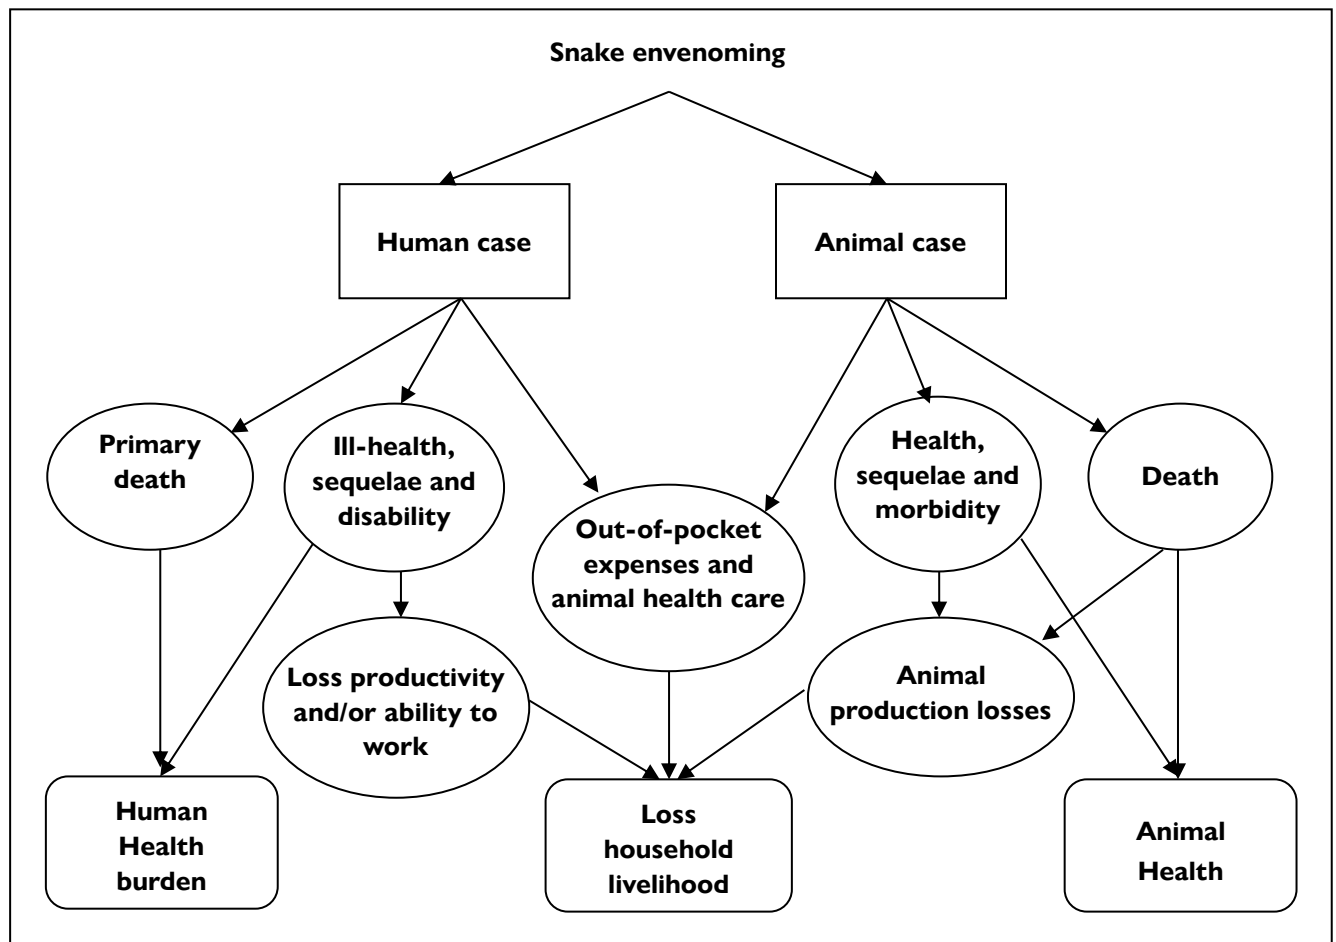 Snake envenoming
Human case
Animal case
Primary
death
Ill-health,
sequelae and
disability
Out-of-pocket
expenses and
animal health care
Health,
sequelae and
morbidity
Death
Loss productivity
and/or ability to
work
Animal
production losses
Human
Health
burden
Loss
household
livelihood
Animal
Health